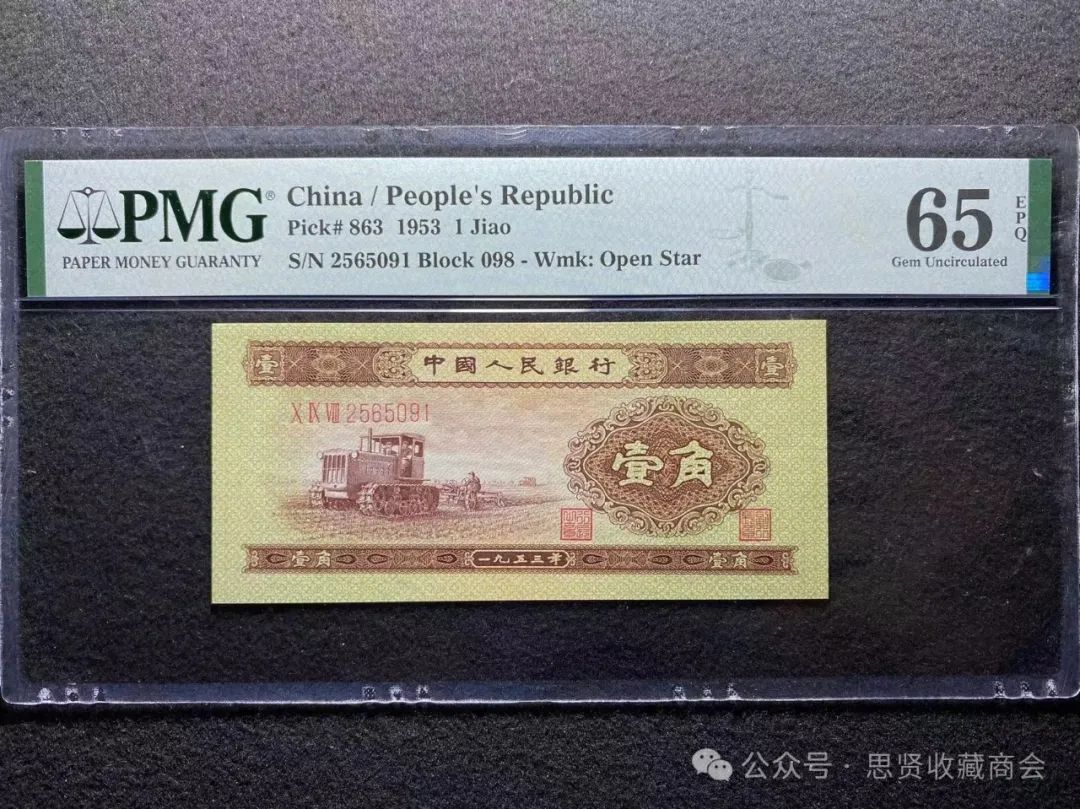 PMG®
PAPER MONEY GUARANTY
China / People's Republic
Pick# 863 1953 1 Jiao
S/N 2565091 Block 098 - Wmk: Open Star
65
EPQ
Gem Uncirculated
壹 中國人民銀行 壹
X IX VIII 2565091
壹角
壹角 一九五三年 壹角
公众号 · 思贤收藏商会